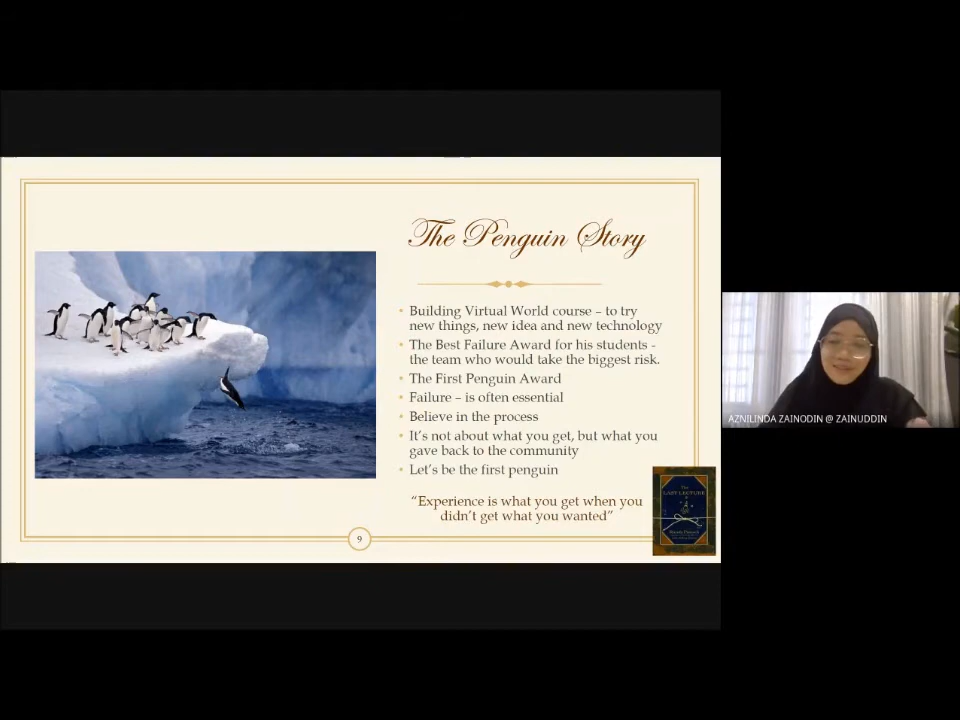 The Penguin Story
• Building Virtual World course – to try
new things, new idea and new technology
• The Best Failure Award for his students -
the team who would take the biggest risk.
• The First Penguin Award
• Failure – is often essential
• Believe in the process
• It's not about what you get, but what you
gave back to the community
• Let's be the first penguin
“Experience is what you get when you
didn't get what you wanted”
The
LAST LECTURE
9
AZNILINDA ZAINODIN @ ZAINUDDIN